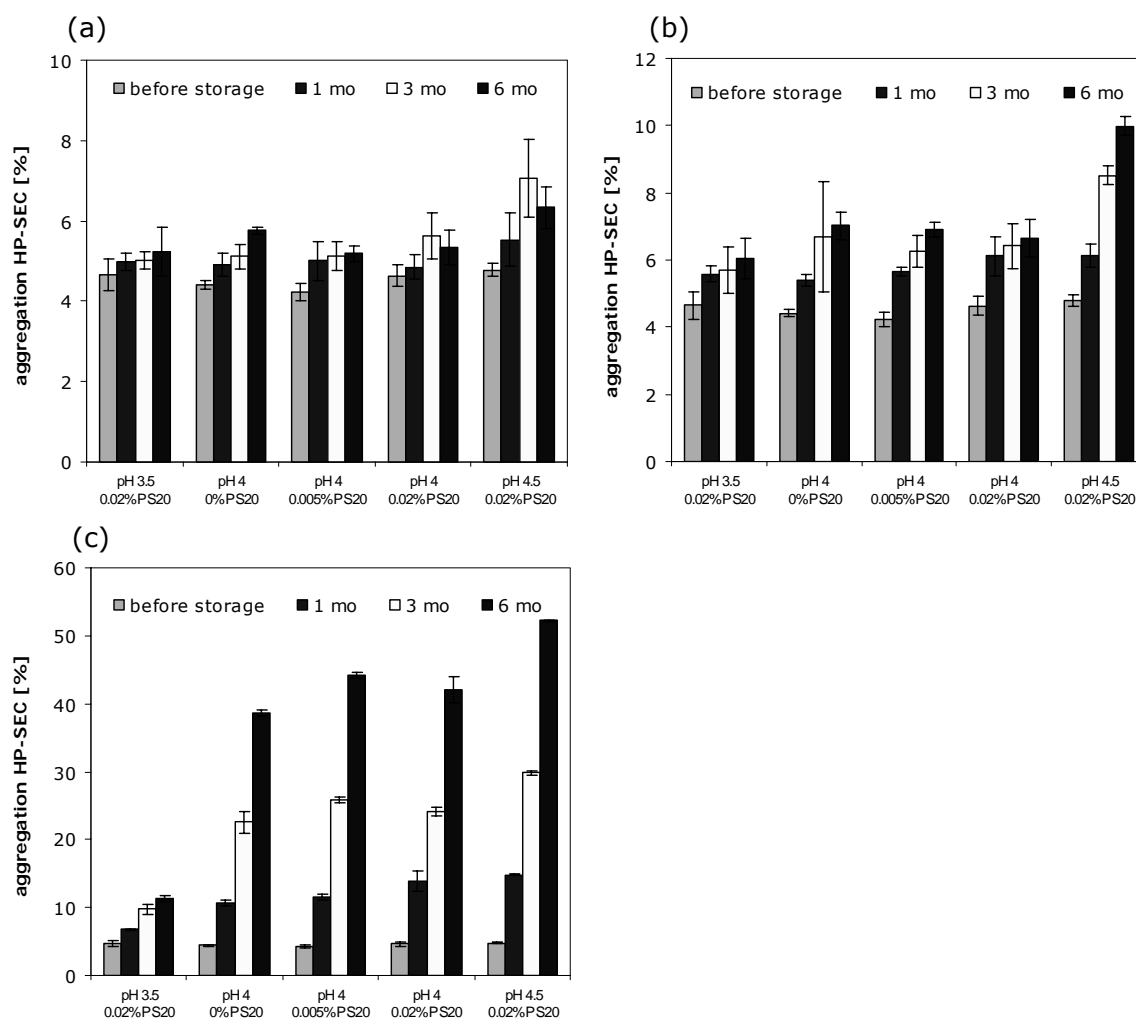 (a)
10
8
6
4
2
0
aggregation HP-SEC [%]
before storage 1 mo 3 mo 6 mo
pH 3.5 pH 4 pH 4 pH 4 pH 4.5
0.02%PS20 0%PS20 0.005%PS20 0.02%PS20 0.02%PS20
(b)
12
10
8
6
4
2
0
aggregation HP-SEC [%]
before storage 1 mo 3 mo 6 mo
pH 3.5 pH 4 pH 4 pH 4 pH 4.5
0.02%PS20 0%PS20 0.005%PS20 0.02%PS20 0.02%PS20
(c)
60
50
40
30
20
10
0
aggregation HP-SEC [%]
before storage 1 mo 3 mo 6 mo
pH 3.5 pH 4 pH 4 pH 4 pH 4.5
0.02%PS20 0%PS20 0.005%PS20 0.02%PS20 0.02%PS20